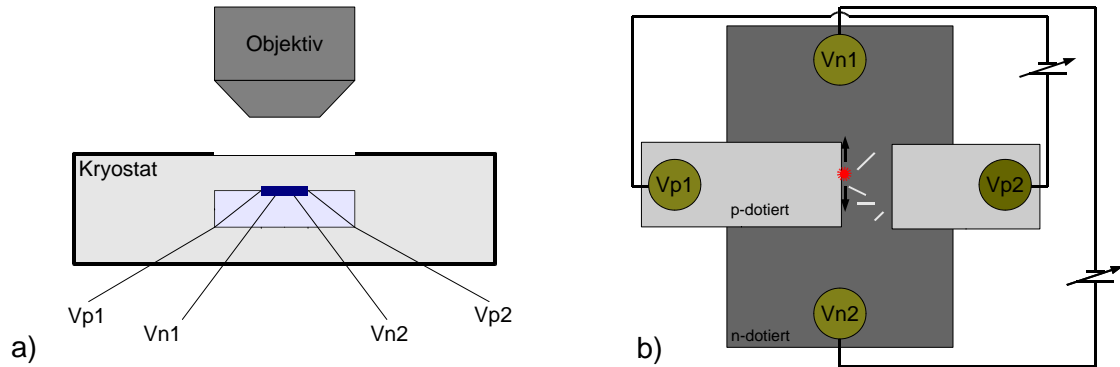 Objektiv
Kryostat
Vp1
Vn1
Vn2
Vp2
a)
Vn1
Vp1
Vp2
p-dotiert
Vn2
n-dotiert
b)